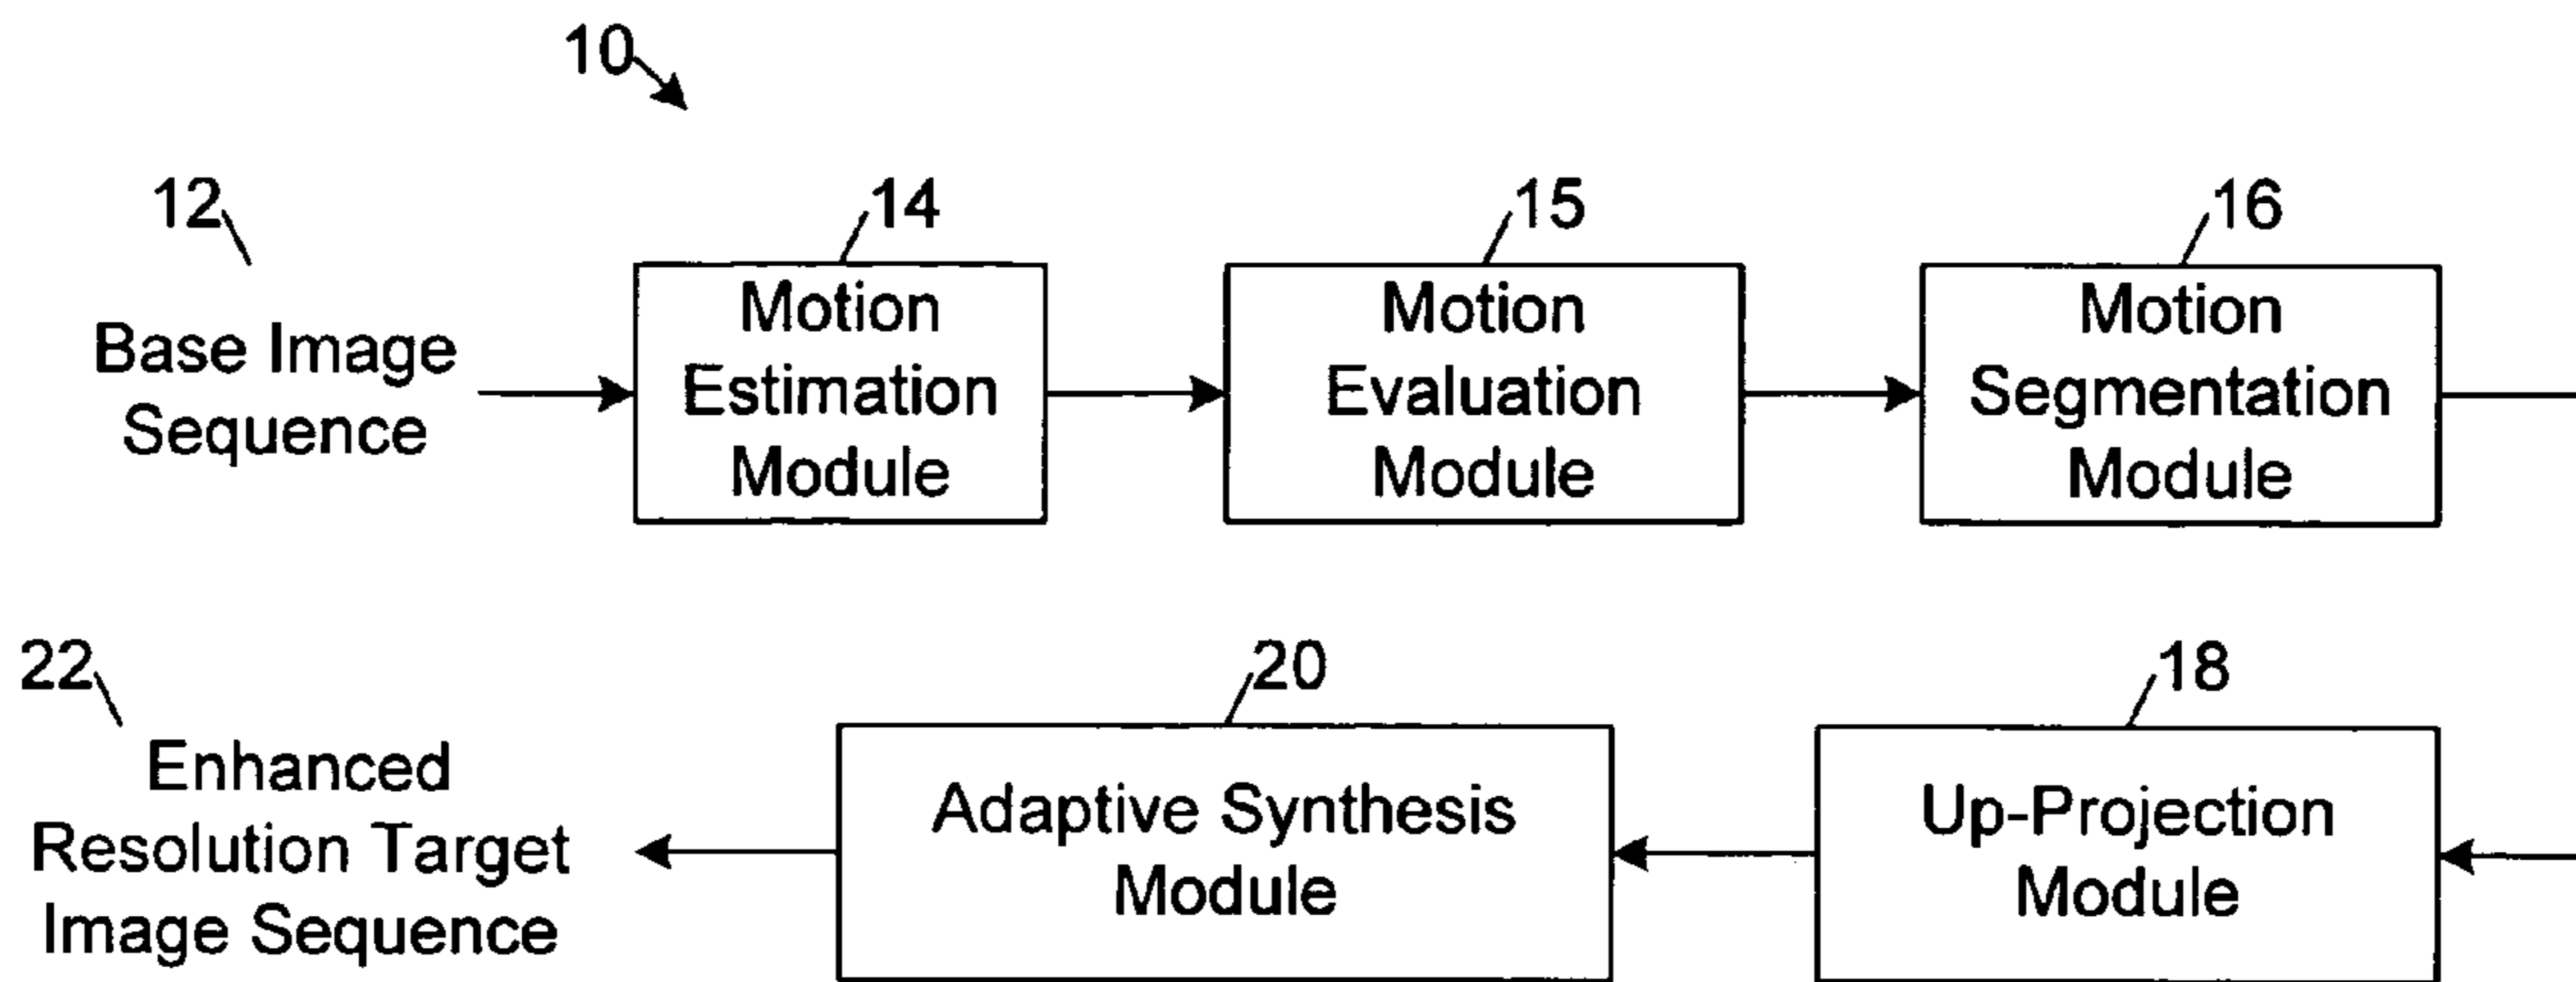 10
12
14
15
16
Base Image
Sequence
Motion
Estimation
Module
Motion
Evaluation
Module
Motion
Segmentation
Module
22
20
18
Enhanced
Resolution Target
Image Sequence
Adaptive Synthesis
Module
Up-Projection
Module